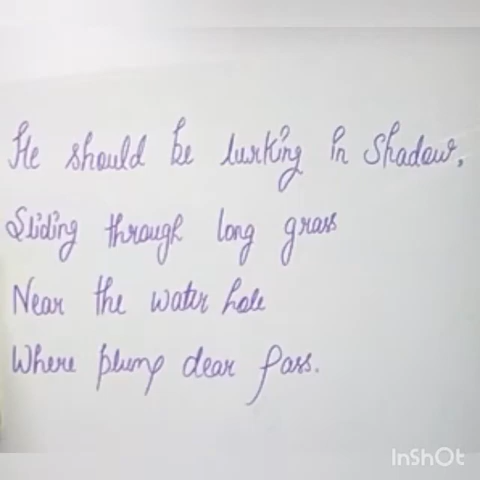 He should be lurking in shadow,
Sliding through long grass
Near the water hole
Where plump dear pass.
InShOt